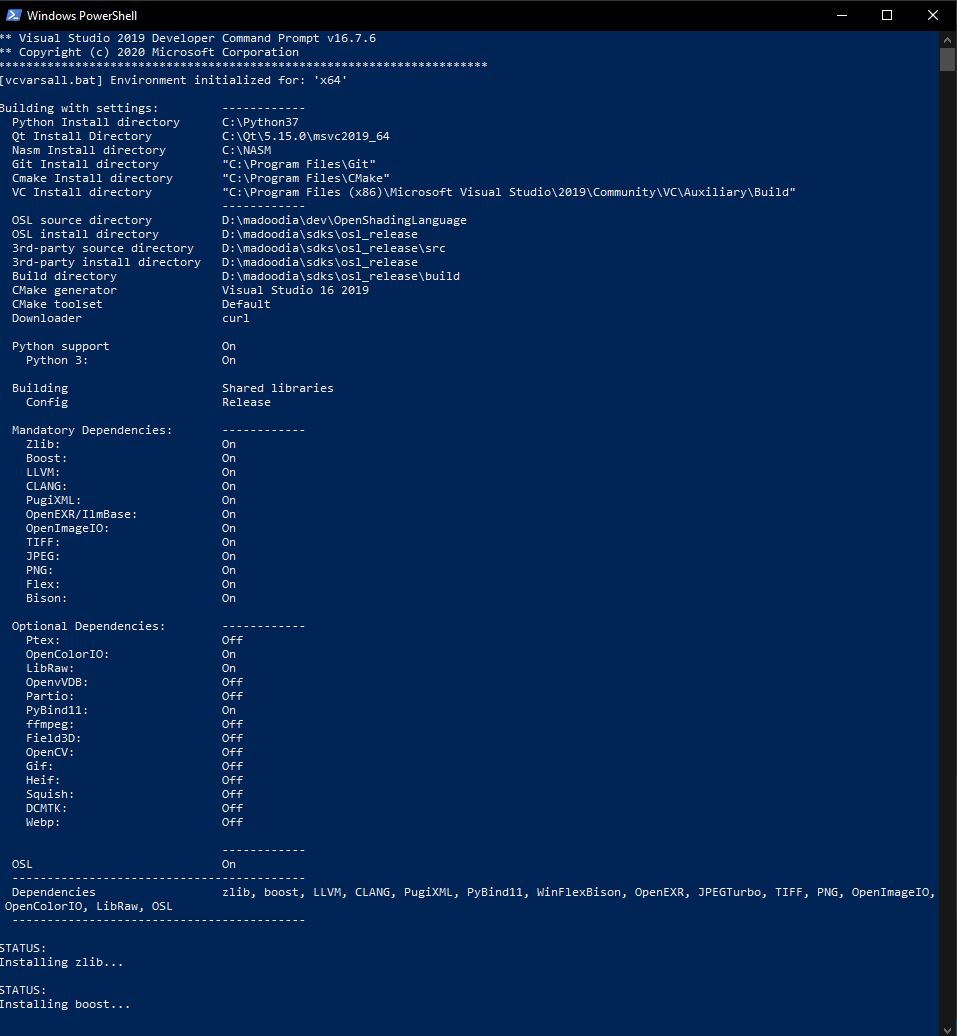 Windows PowerShell
** Visual Studio 2019 Developer Command Prompt v16.7.6
** Copyright (c) 2020 Microsoft Corporation
**********************************************************************
[vcvarsall.bat] Environment initialized for: 'x64'
Building with settings: ------------
Python Install directory C:\Python37
Qt Install Directory C:\Qt\5.15.0\msvc2019_64
Nasm Install directory C:\NASM
Git Install directory "C:\Program Files\Git"
Cmake Install directory "C:\Program Files\CMake"
VC Install directory "C:\Program Files (x86)\Microsoft Visual Studio\2019\Community\VC\Auxiliary\Build"
------------
OSL source directory D:\madoodia\dev\OpenShadingLanguage
OSL install directory D:\madoodia\sdks\osl_release
3rd-party source directory D:\madoodia\sdks\osl_release\src
3rd-party install directory D:\madoodia\sdks\osl_release
Build directory D:\madoodia\sdks\osl_release\build
CMake generator Visual Studio 16 2019
CMake toolset Default
Downloader curl
Python support On
Python 3: On
Building Shared libraries
Config Release
Mandatory Dependencies: ------------
Zlib: On
Boost: On
LLVM: On
CLANG: On
PugiXML: On
OpenEXR/IlmBase: On
OpenImageIO: On
TIFF: On
JPEG: On
PNG: On
Flex: On
Bison: On
Optional Dependencies: ------------
Ptex: Off
OpenColorIO: On
LibRaw: On
OpenvVDB: Off
Partio: Off
PyBind11: On
ffmpeg: Off
Field3D: Off
OpenCV: Off
Gif: Off
Heif: Off
Squish: Off
DCMTK: Off
Webp: Off
------------
OSL On
------------------------------------------
Dependencies zlib, boost, LLVM, CLANG, PugiXML, PyBind11, WinFlexBison, OpenEXR, JPEGTurbo, TIFF, PNG, OpenImageIO,
OpenColorIO, LibRaw, OSL
------------------------------------------
STATUS:
Installing zlib...
STATUS:
Installing boost...